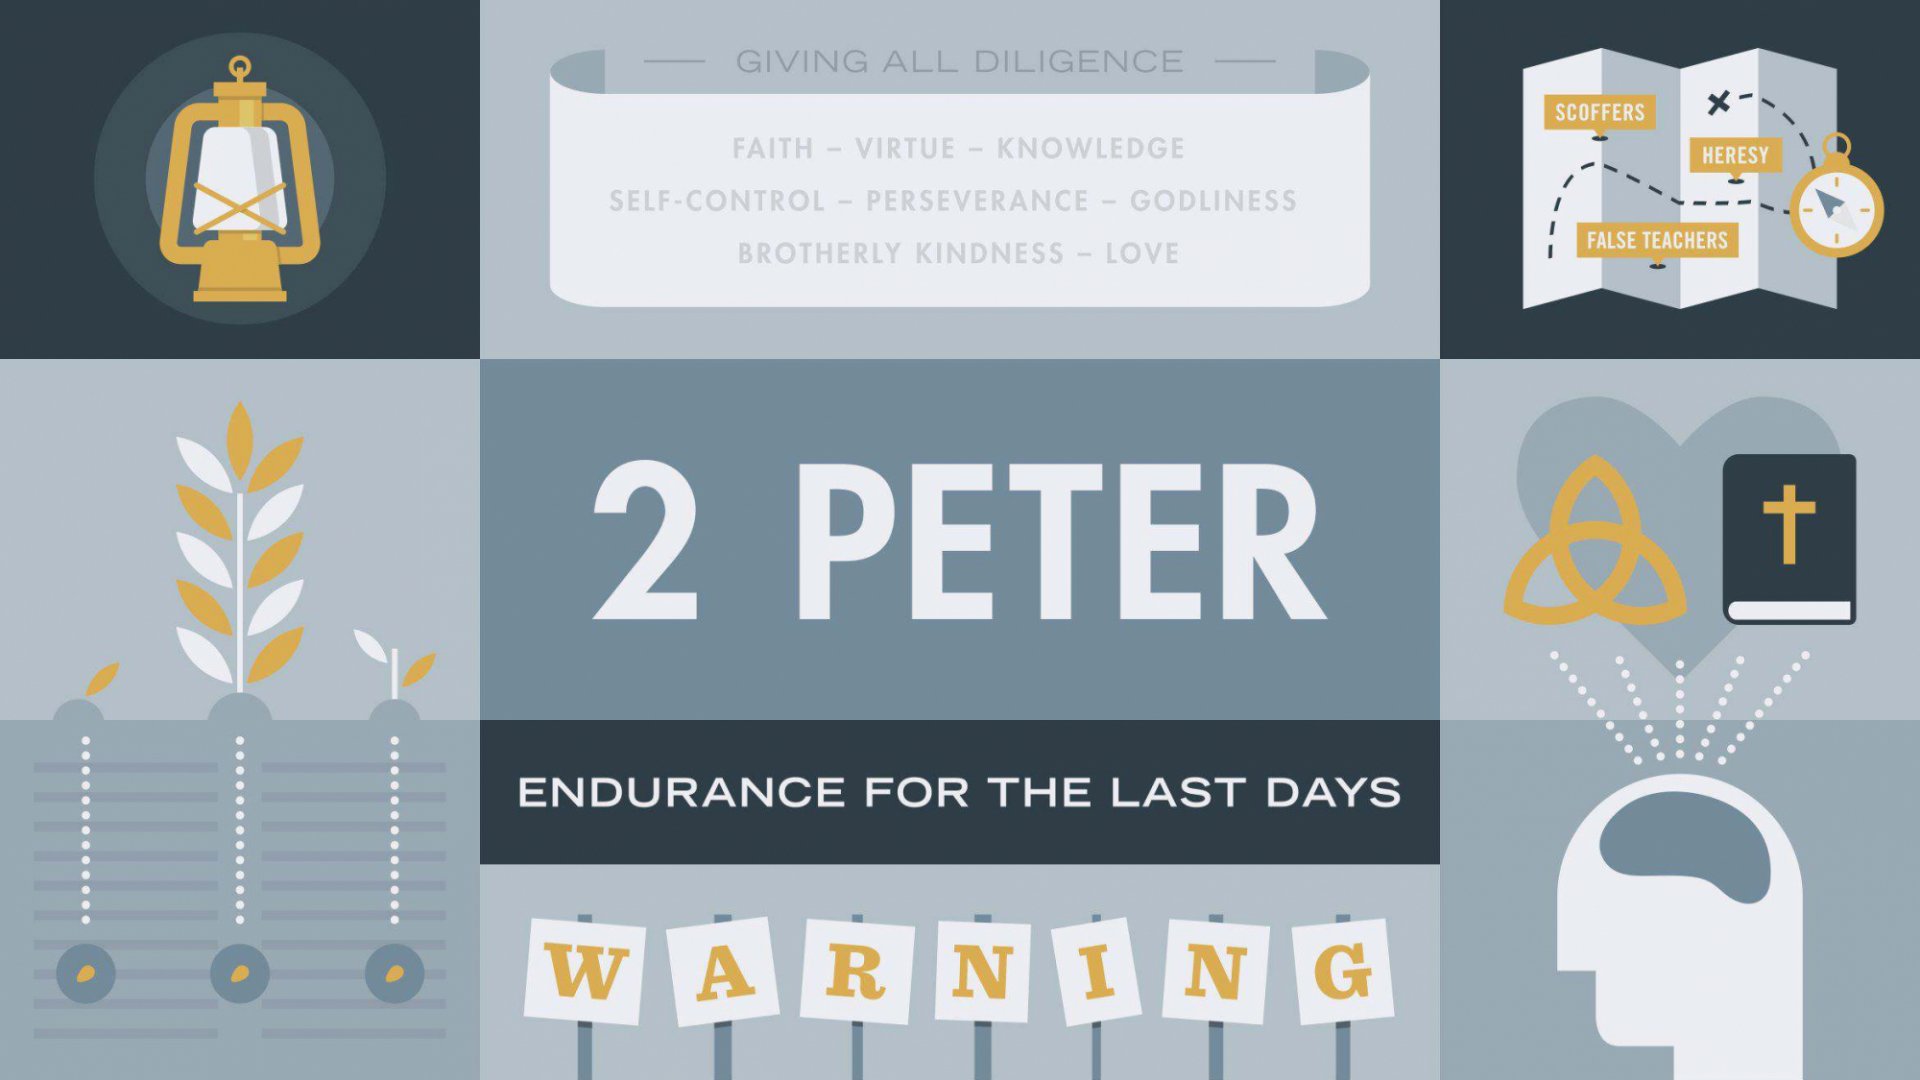 GIVING ALL DILIGENCE
FAITH – VIRTUE – KNOWLEDGE
SELF-CONTROL – PERSEVERANCE – GODLINESS
BROTHERLY KINDNESS – LOVE
SCOFFERS
HERESY
FALSE TEACHERS
2 PETER
ENDURANCE FOR THE LAST DAYS
WARNING